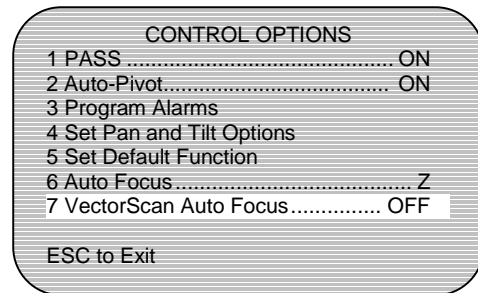 CONTROL OPTIONS
1 PASS ............................................. ON
2 Auto-Pivot...................................... ON
3 Program Alarms
4 Set Pan and Tilt Options
5 Set Default Function
6 Auto Focus ........................................ Z
7 VectorScan Auto Focus............... OFF
ESC to Exit